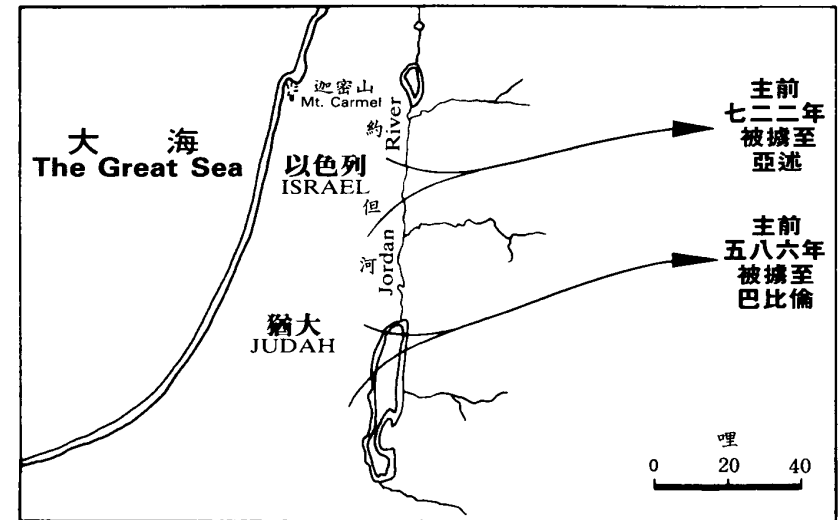 迦密山
Mt. Carmel
大 海
The Great Sea
以色列
ISRAEL
約但河
Jordan River
猶大
JUDAH
主前
七二二年
被擄至
亞述
主前
五八六年
被擄至
巴比倫
哩
0 20 40